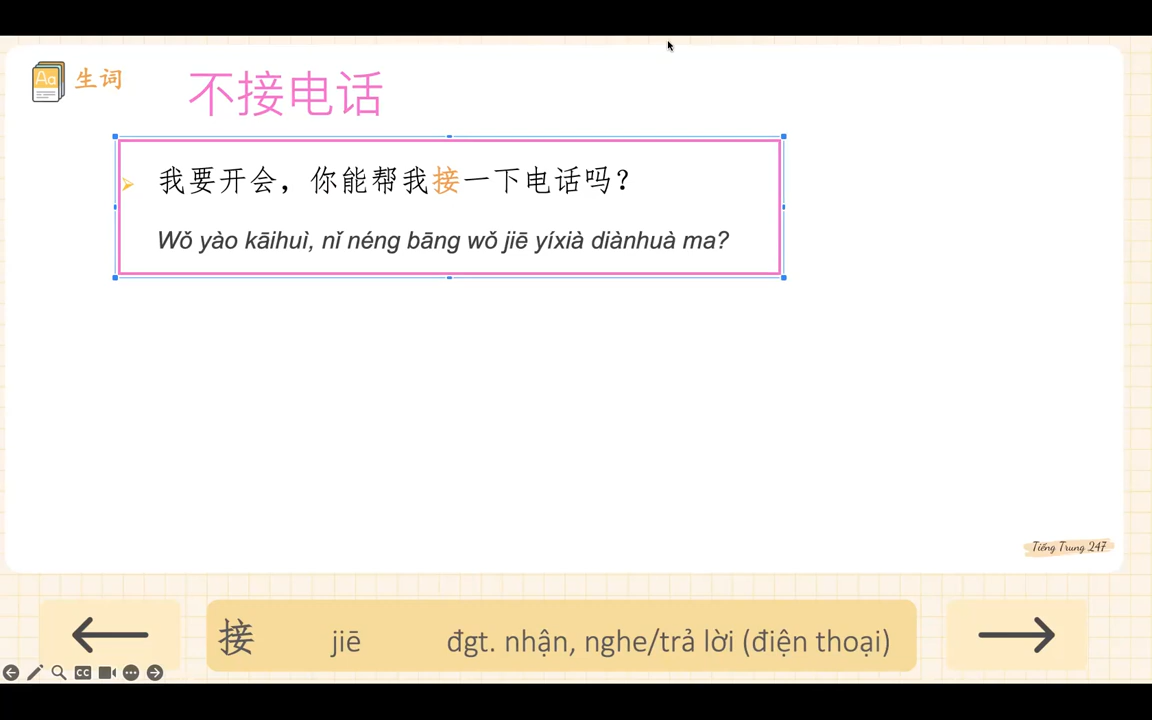 Aa 生词
不接电话
我要开会，你能帮我接一下电话吗？
Wǒ yào kāihuì, nǐ néng bāng wǒ jiē yíxià diànhuà ma?
Tiếng Trung 247
接 jiē đgt. nhận, nghe/trả lời (điện thoại)
CC